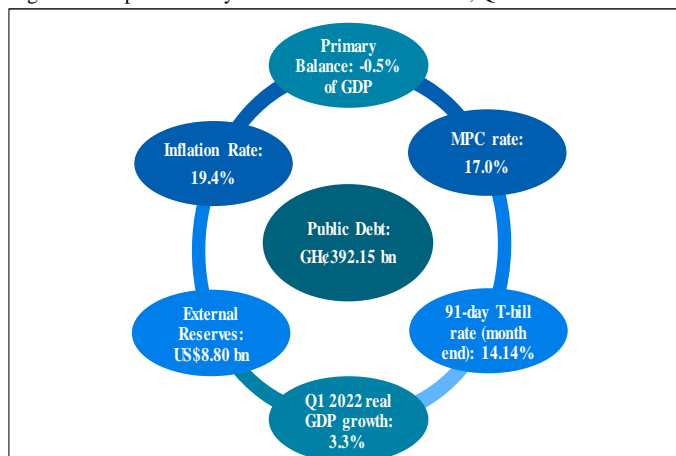 Primary
Balance: -0.5%
of GDP
Inflation Rate:
19.4%
MPC rate:
17.0%
Public Debt:
GH¢392.15 bn
External
Reserves:
US$8.80 bn
91-day T-bill
rate (month
end): 14.14%
Q1 2022 real
GDP growth:
3.3%